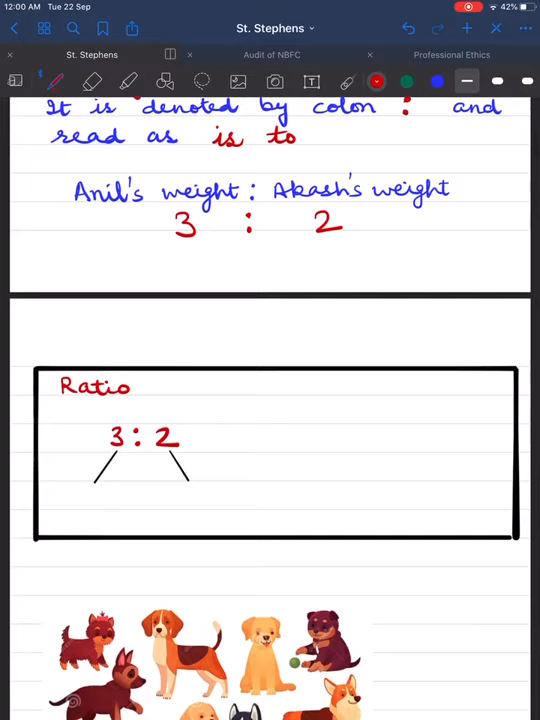 12:00 AM Tue 22 Sep 42%
St. Stephens
St. Stephens Audit of NBFC Professional Ethics
It is denoted by colon : and
read as is to
Anil's weight : Akash's weight
3 : 2
Ratio
3 : 2